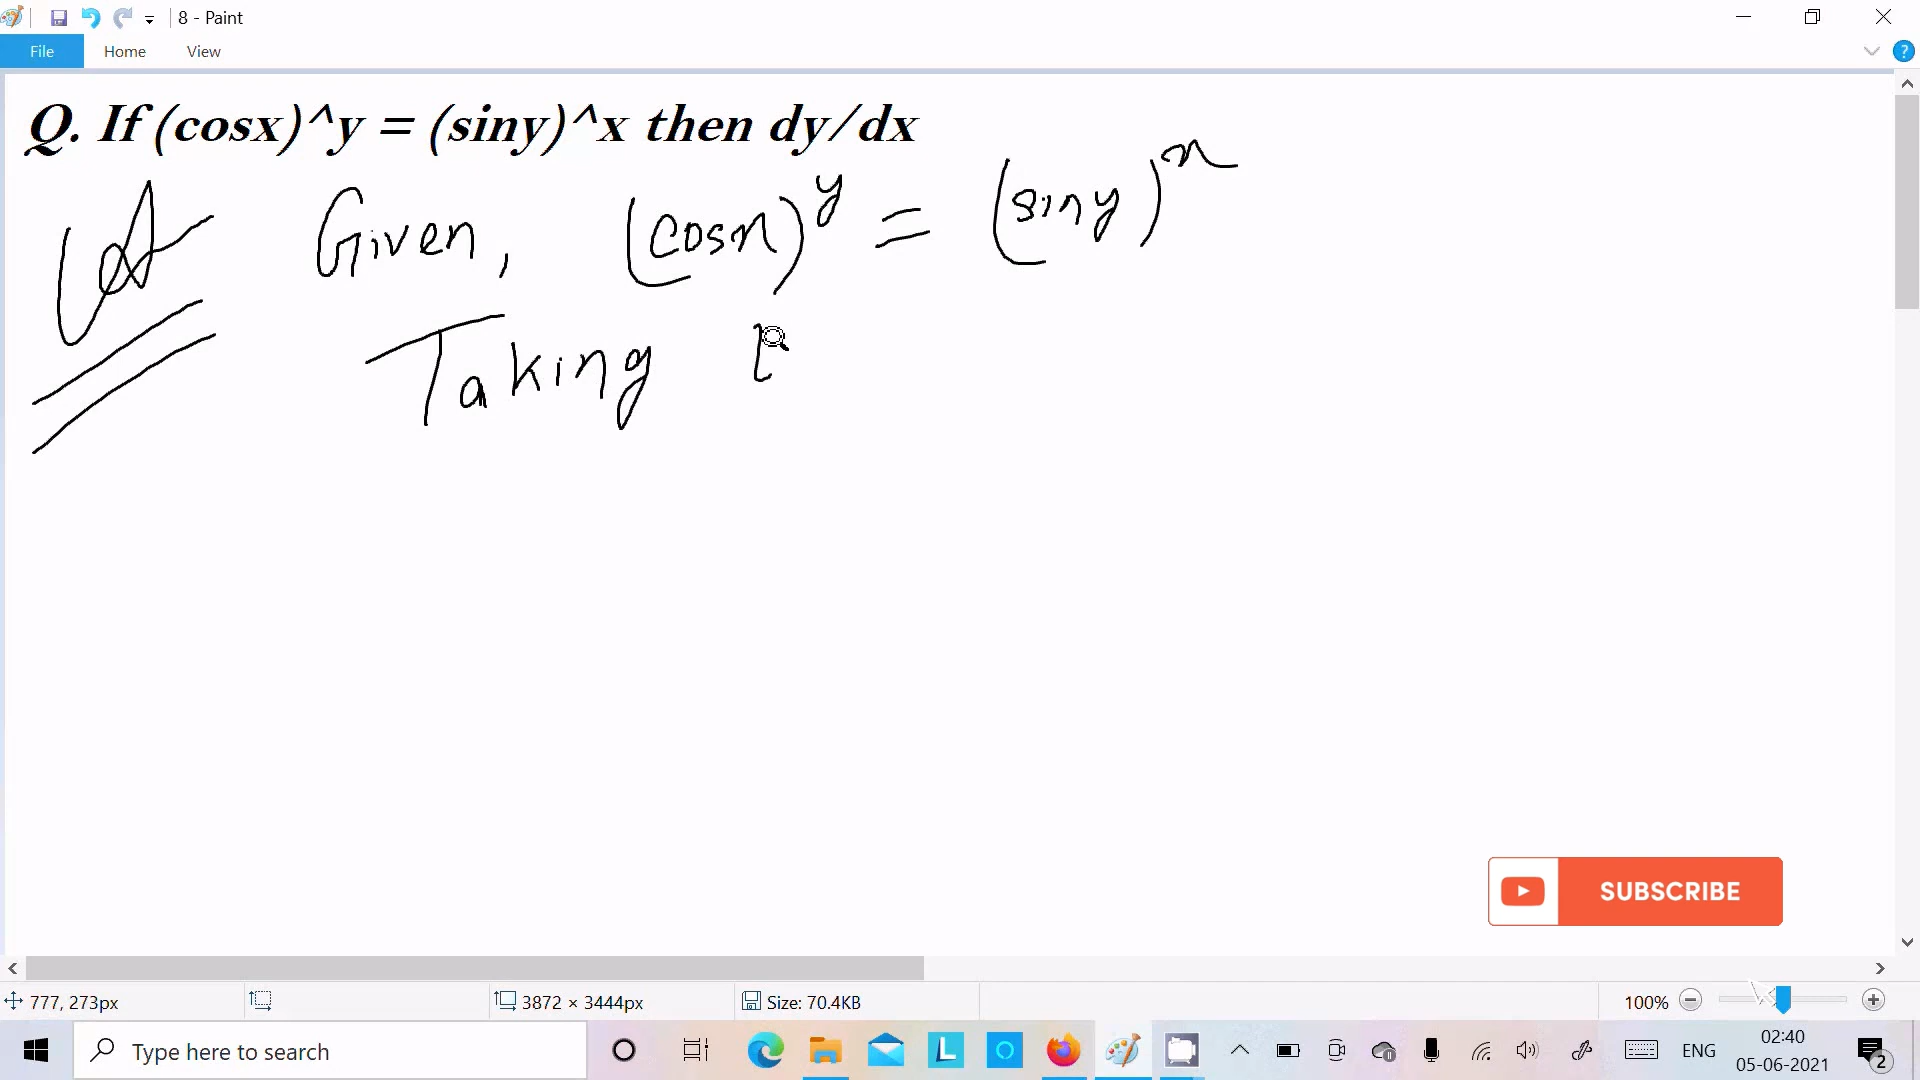 8 - Paint
File Home View
Q. If (cosx)^y = (siny)^x then dy/dx
Given, (cosx)^y = (siny)^x
Taking
SUBSCRIBE
777, 273px 3872 × 3444px Size: 70.4KB 100%
Type here to search
ENG
02:40
05-06-2021
2